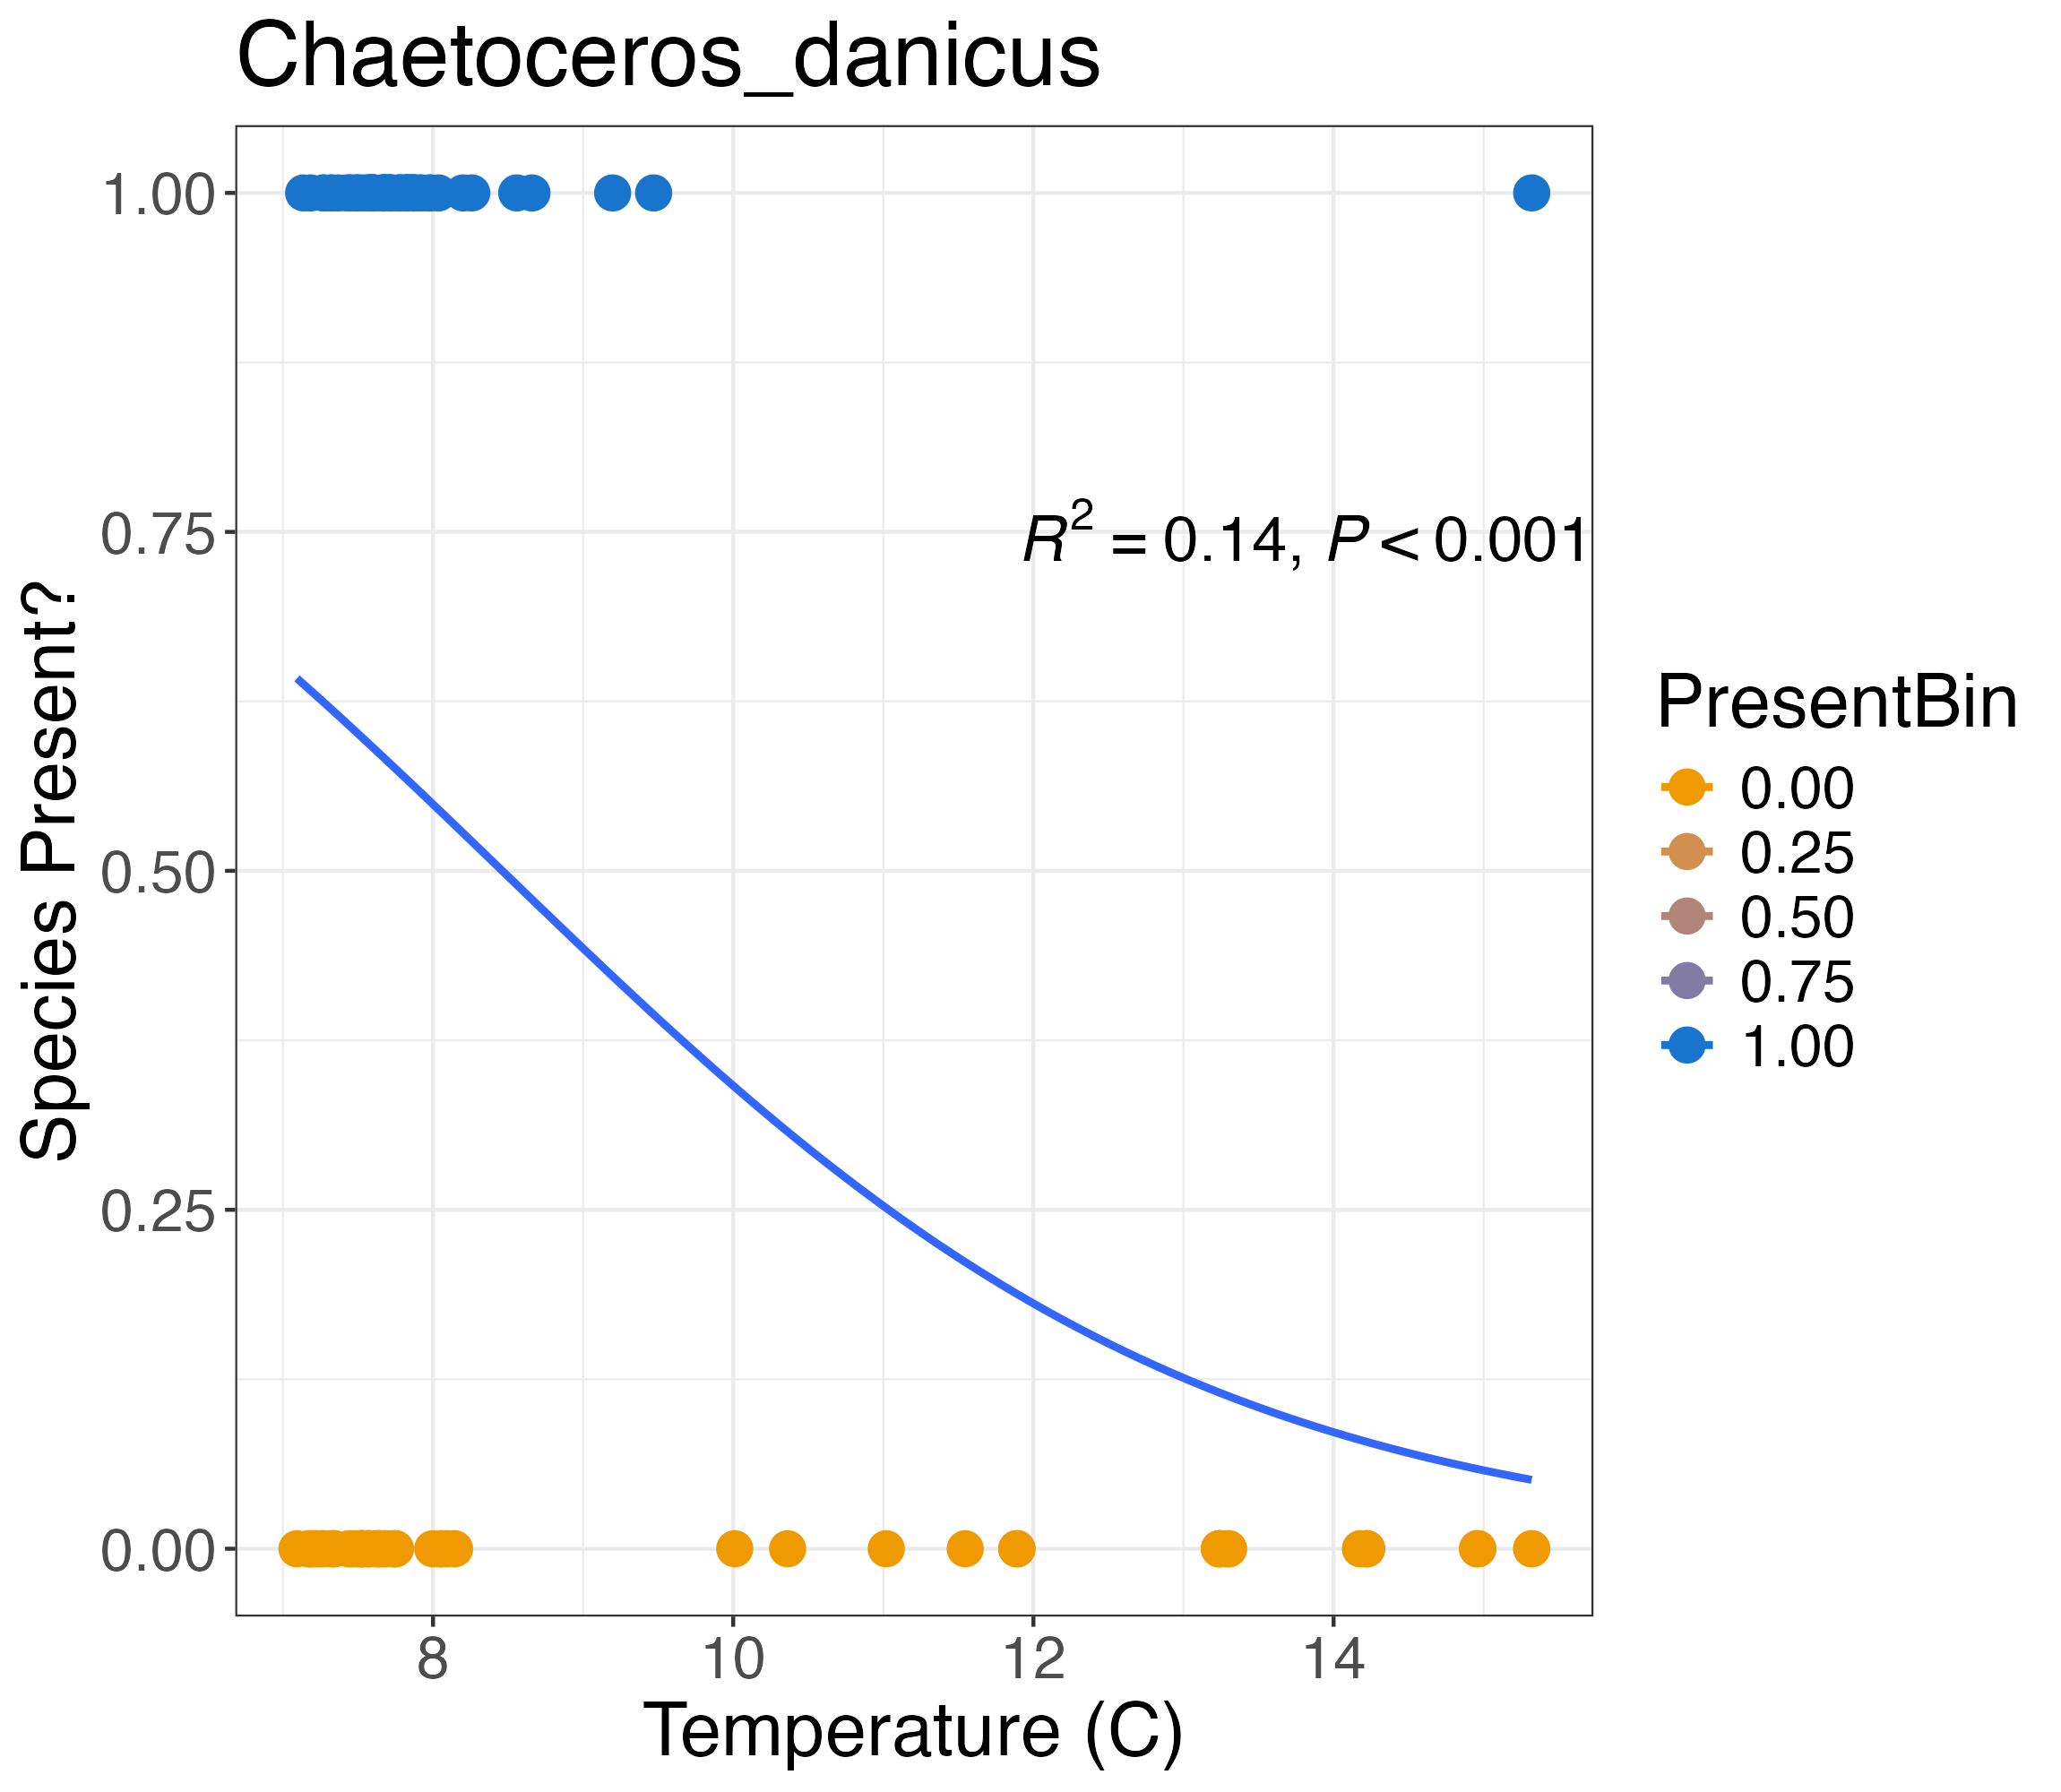 Chaetoceros_danicus
1.00
0.75
0.50
0.25
0.00
Species Present?
R² = 0.14, P < 0.001
8 10 12 14
Temperature (C)
PresentBin
0.00
0.25
0.50
0.75
1.00